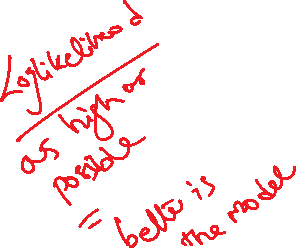 Loglikelihood
as high as
possible
= better is
the model